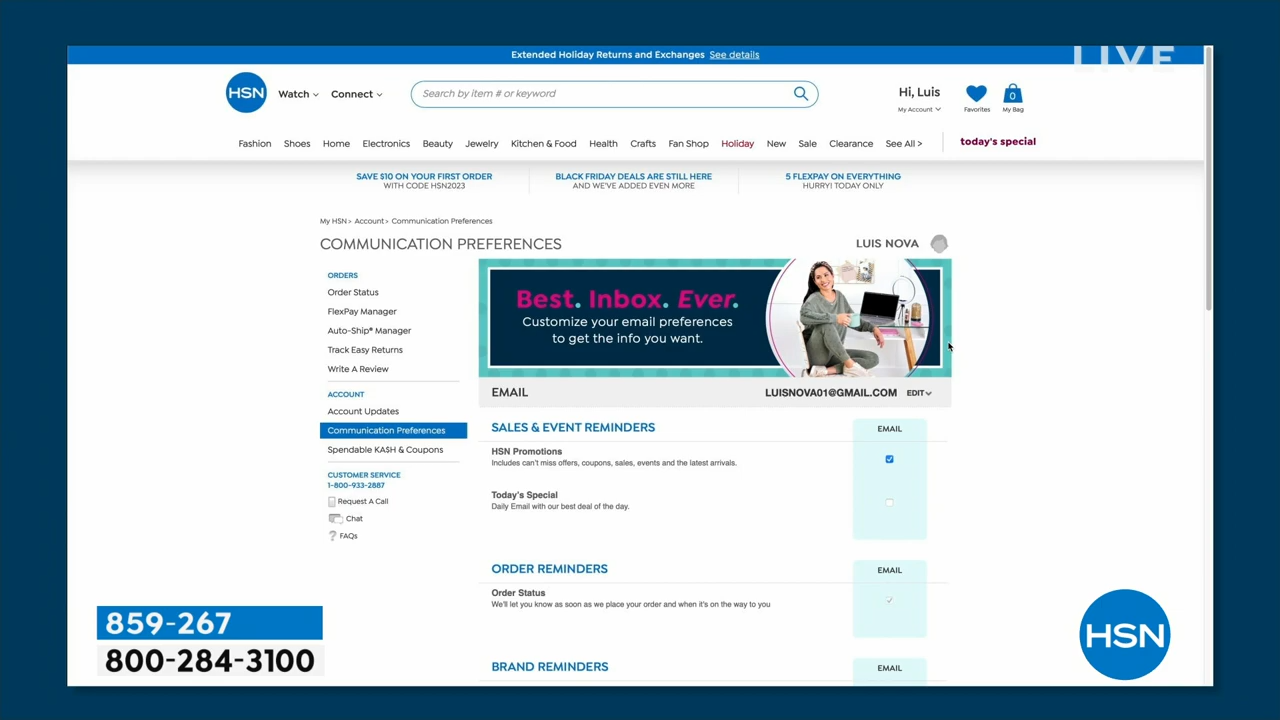 Extended Holiday Returns and Exchanges See details
LIVE
HSN
Watch
Connect
Search by item # or keyword
Hi, Luis
My Account
Favorites
0
My Bag
Fashion Shoes Home Electronics Beauty Jewelry Kitchen & Food Health Crafts Fan Shop Holiday New Sale Clearance See All >
today's special
SAVE $10 ON YOUR FIRST ORDER
WITH CODE HSN2023
BLACK FRIDAY DEALS ARE STILL HERE
AND WE'VE ADDED EVEN MORE
5 FLEXPAY ON EVERYTHING
HURRY! TODAY ONLY
My HSN> Account> Communication Preferences
COMMUNICATION PREFERENCES
LUIS NOVA
ORDERS
Order Status
FlexPay Manager
Auto-Ship® Manager
Track Easy Returns
Write A Review
ACCOUNT
Account Updates
Communication Preferences
Spendable KA$H & Coupons
CUSTOMER SERVICE
1-800-933-2887
Request A Call
Chat
? FAQs
Best. Inbox. Ever.
Customize your email preferences
to get the info you want.
EMAIL
LUISNOVA01@GMAIL.COM EDIT
SALES & EVENT REMINDERS
EMAIL
HSN Promotions
Includes can't miss offers, coupons, sales, events and the latest arrivals.
Today's Special
Daily Email with our best deal of the day.
ORDER REMINDERS
EMAIL
Order Status
We'll let you know as soon as we place your order and when it's on the way to you
BRAND REMINDERS
EMAIL
859-267
800-284-3100
HSN